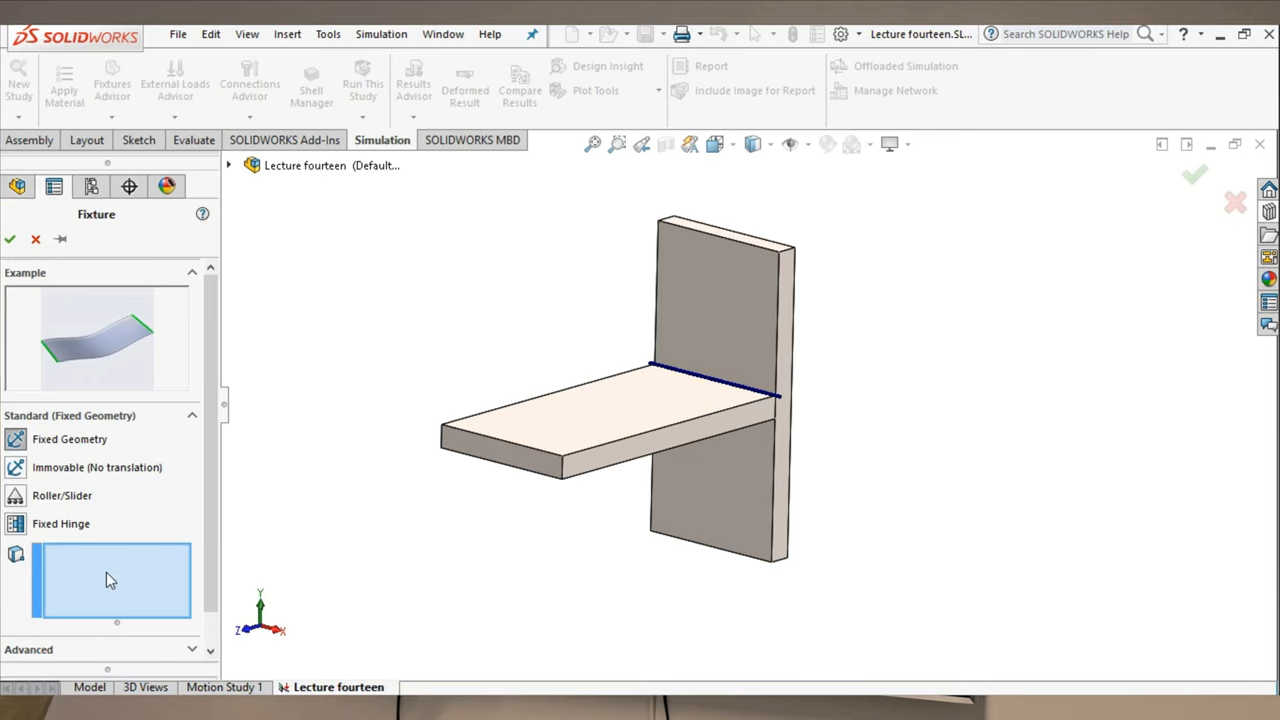 SOLIDWORKS File Edit View Insert Tools Simulation Window Help Lecture fourteen.SL... Search SOLIDWORKS Help ?
New Study
Apply Material
Fixtures Advisor
External Loads Advisor
Connections Advisor
Shell Manager
Run This Study
Results Advisor
Deformed Result
Compare Results
Design Insight
Plot Tools
Report
Include Image for Report
Offloaded Simulation
Manage Network
Assembly Layout Sketch Evaluate SOLIDWORKS Add-Ins Simulation SOLIDWORKS MBD
Lecture fourteen (Default...
Fixture ?
Example
Standard (Fixed Geometry)
Fixed Geometry
Immovable (No translation)
Roller/Slider
Fixed Hinge
Advanced
Y
Z X
Model 3D Views Motion Study 1 Lecture fourteen